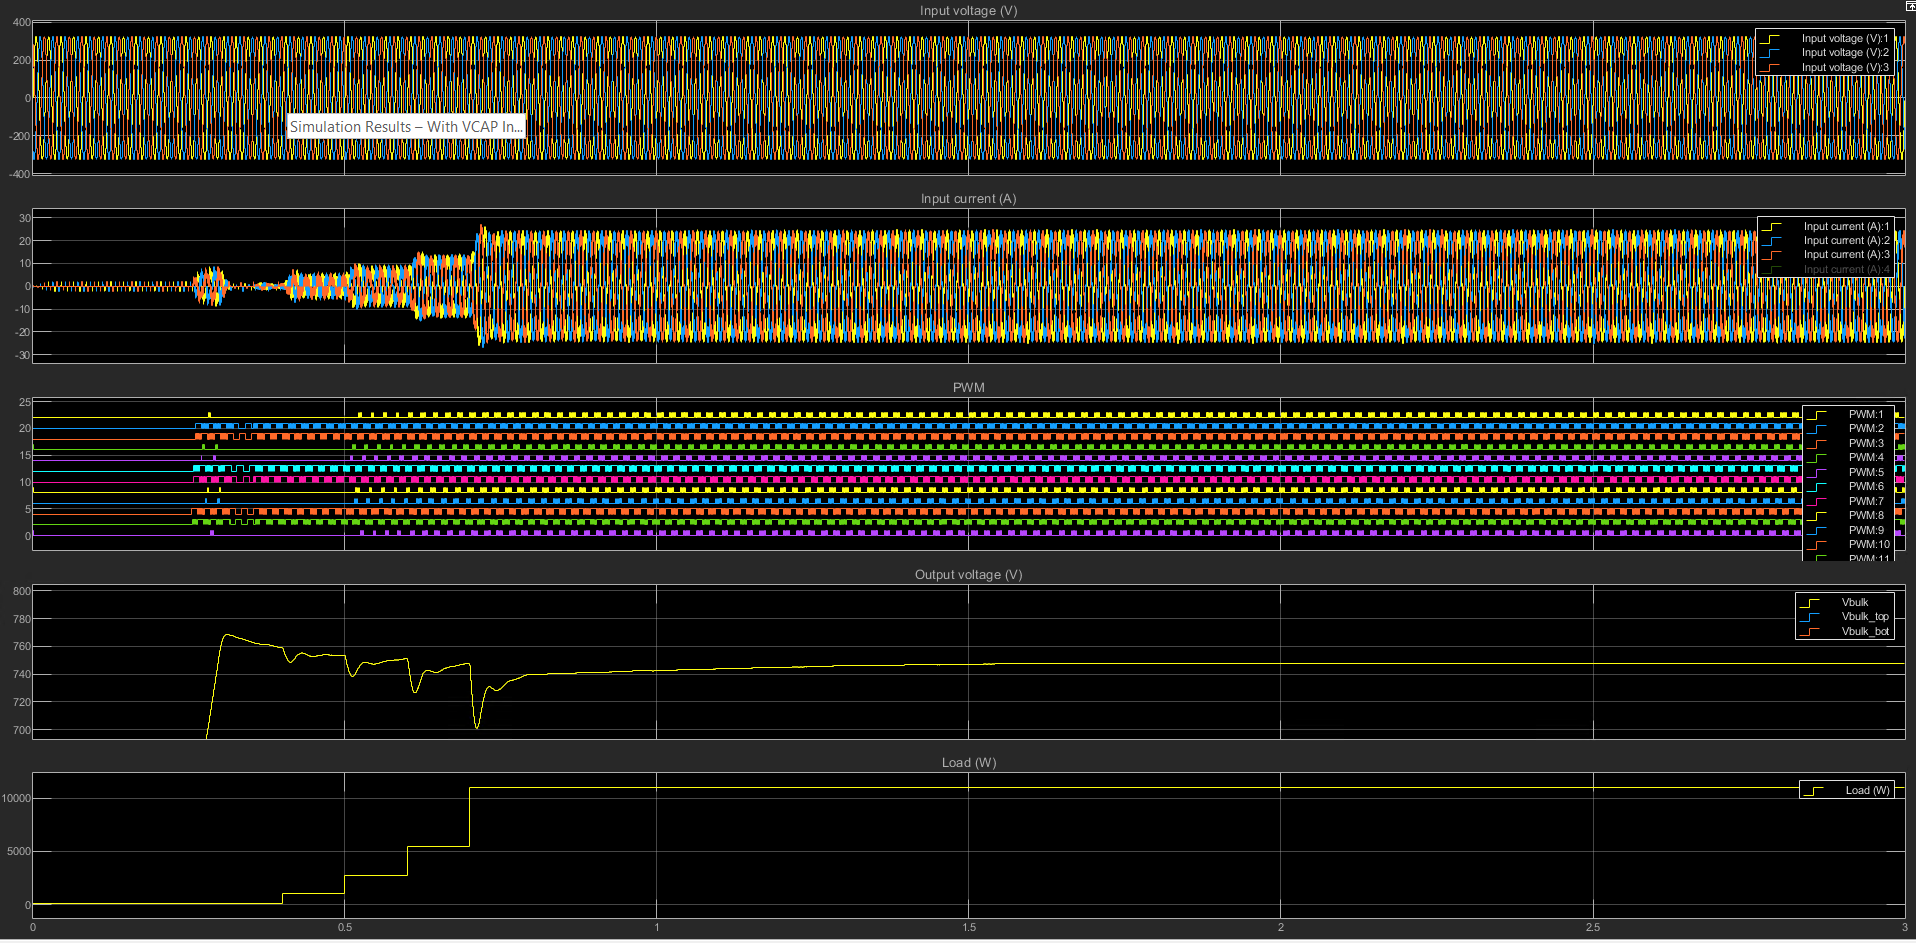 Input voltage (V)
400
200
0
-200
-400
Input voltage (V):1
Input voltage (V):2
Input voltage (V):3
Simulation Results – With VCAP In...
Input current (A)
30
20
10
0
-10
-20
-30
Input current (A):1
Input current (A):2
Input current (A):3
Input current (A):4
PWM
25
20
15
10
5
0
PWM:1
PWM:2
PWM:3
PWM:4
PWM:5
PWM:6
PWM:7
PWM:8
PWM:9
PWM:10
PWM:11
Output voltage (V)
800
780
760
740
720
700
Vbulk
Vbulk_top
Vbulk_bot
Load (W)
10000
5000
0
Load (W)
0 0.5 1 1.5 2 2.5 3